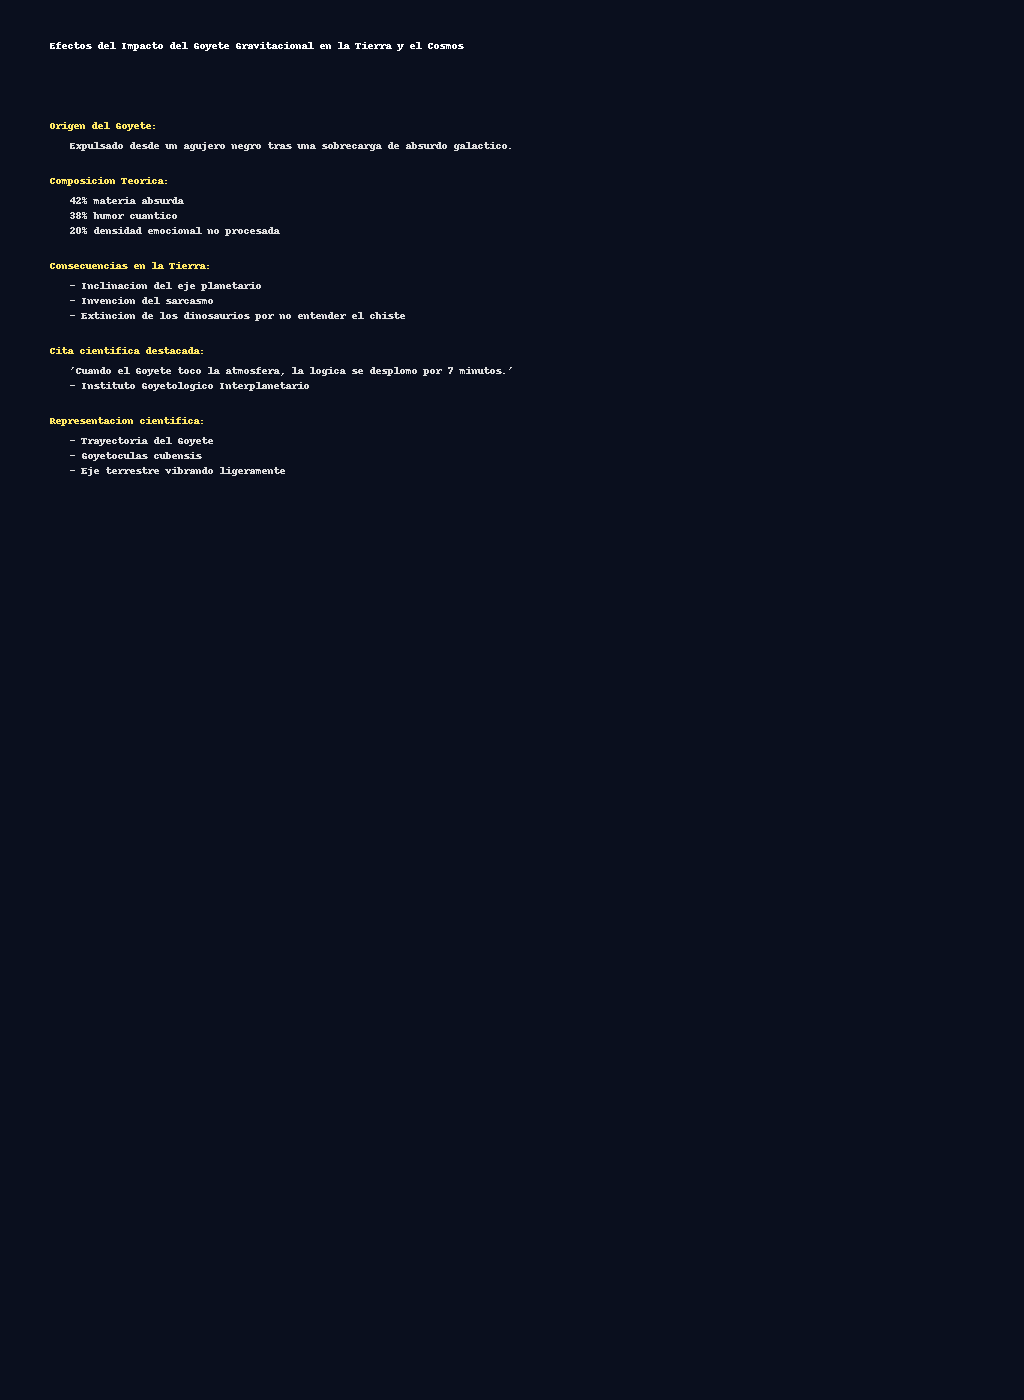 Efectos del Impacto del Goyete Gravitacional en la Tierra y el Cosmos
Origen del Goyete:
Expulsado desde un agujero negro tras una sobrecarga de absurdo galactico.
Composicion Teorica:
42% materia absurda
38% humor cuantico
20% densidad emocional no procesada
Consecuencias en la Tierra:
- Inclinacion del eje planetario
- Invencion del sarcasmo
- Extincion de los dinosaurios por no entender el chiste
Cita cientifica destacada:
'Cuando el Goyete toco la atmosfera, la logica se desplomo por 7 minutos.'
- Instituto Goyetologico Interplanetario
Representacion cientifica:
- Trayectoria del Goyete
- Goyetoculas cubensis
- Eje terrestre vibrando ligeramente